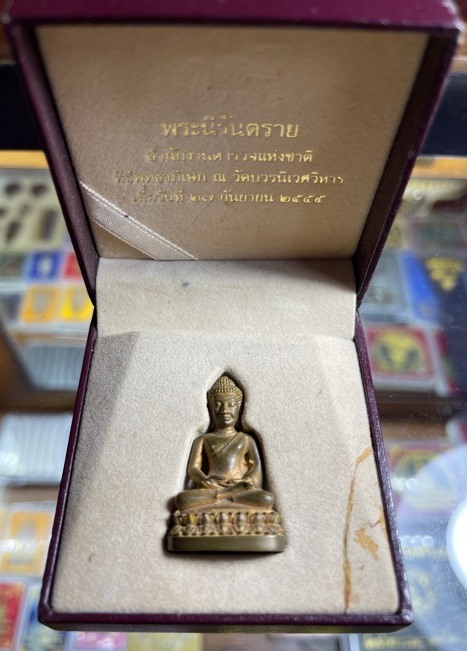 พระนิรันตราย
สำนักงานตำรวจแห่งชาติ
พิธีพุทธาภิเษก ณ วัดบวรนิเวศวิหาร
เมื่อวันที่ ๒๗ กันยายน ๒๕๔๔